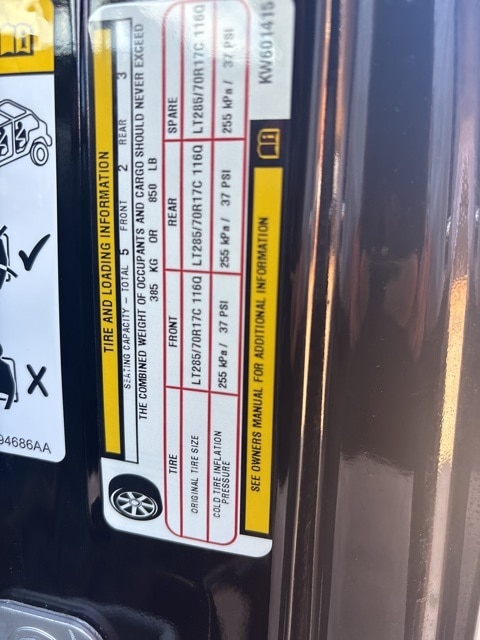 TIRE AND LOADING INFORMATION
SEATING CAPACITY – TOTAL 5 FRONT 2 REAR 3
THE COMBINED WEIGHT OF OCCUPANTS AND CARGO SHOULD NEVER EXCEED
385 KG OR 850 LB
TIRE FRONT REAR SPARE
ORIGINAL TIRE SIZE LT285/70R17C 116Q LT285/70R17C 116Q LT285/70R17C 116Q
COLD TIRE INFLATION PRESSURE 255 kPa / 37 PSI 255 kPa / 37 PSI 255 kPa / 37 PSI
SEE OWNERS MANUAL FOR ADDITIONAL INFORMATION
KW601415
94686AA